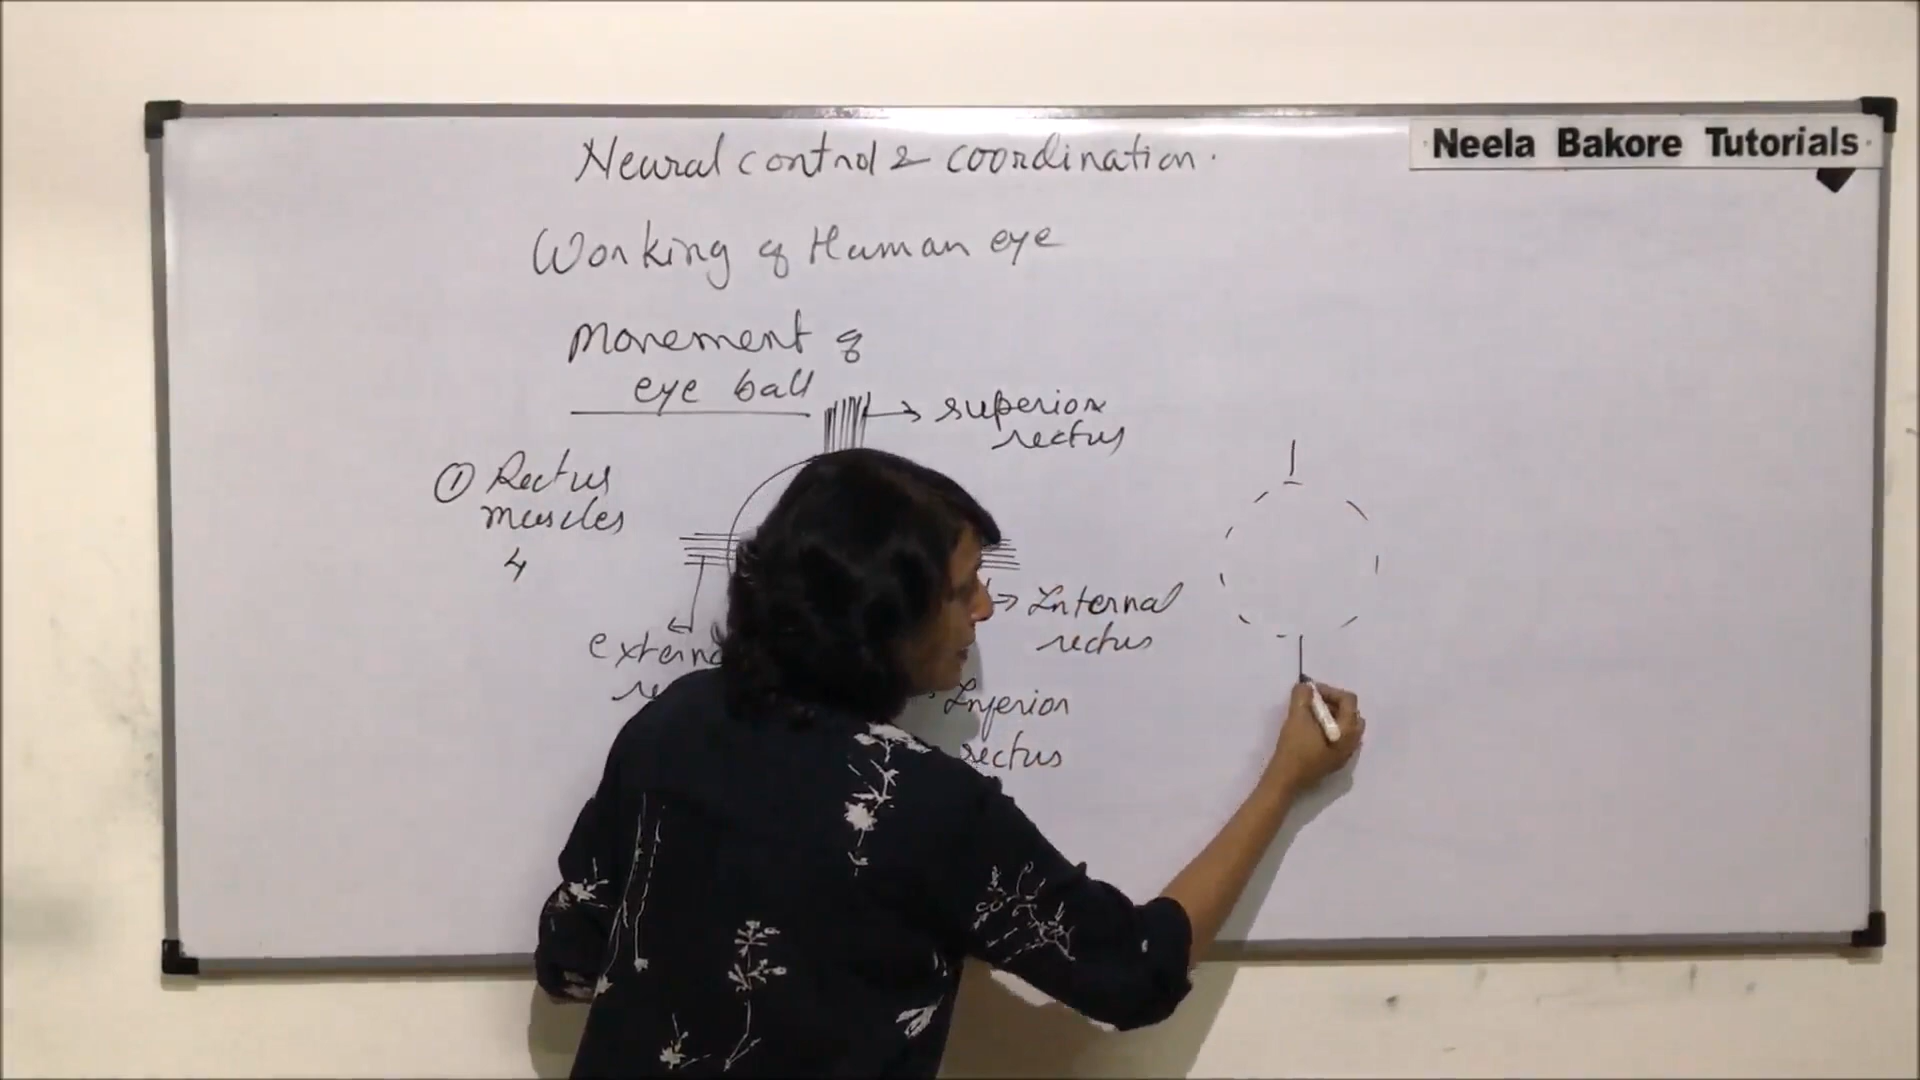 Neural control & coordination.
Neela Bakore Tutorials
Working of Human eye
Movement of
eye ball
superior
rectus
① Rectus
muscles
4
Internal
rectus
Inferior
rectus